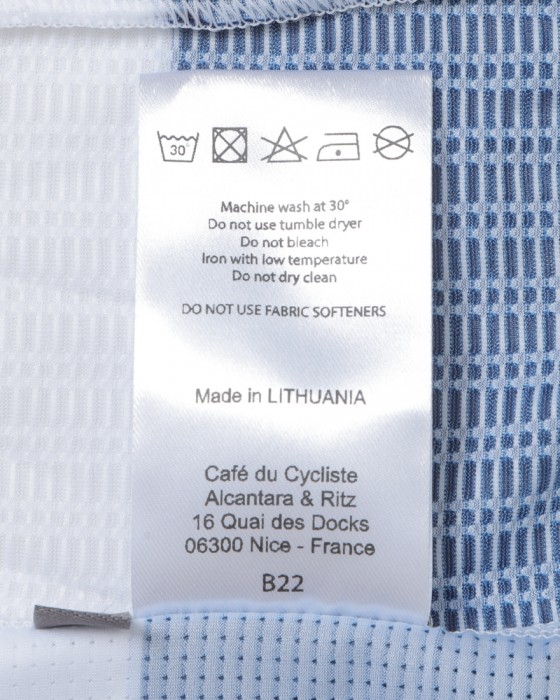 30°
Machine wash at 30°
Do not use tumble dryer
Do not bleach
Iron with low temperature
Do not dry clean
DO NOT USE FABRIC SOFTENERS
Made in LITHUANIA
Café du Cycliste
Alcantara & Ritz
16 Quai des Docks
06300 Nice - France
B22